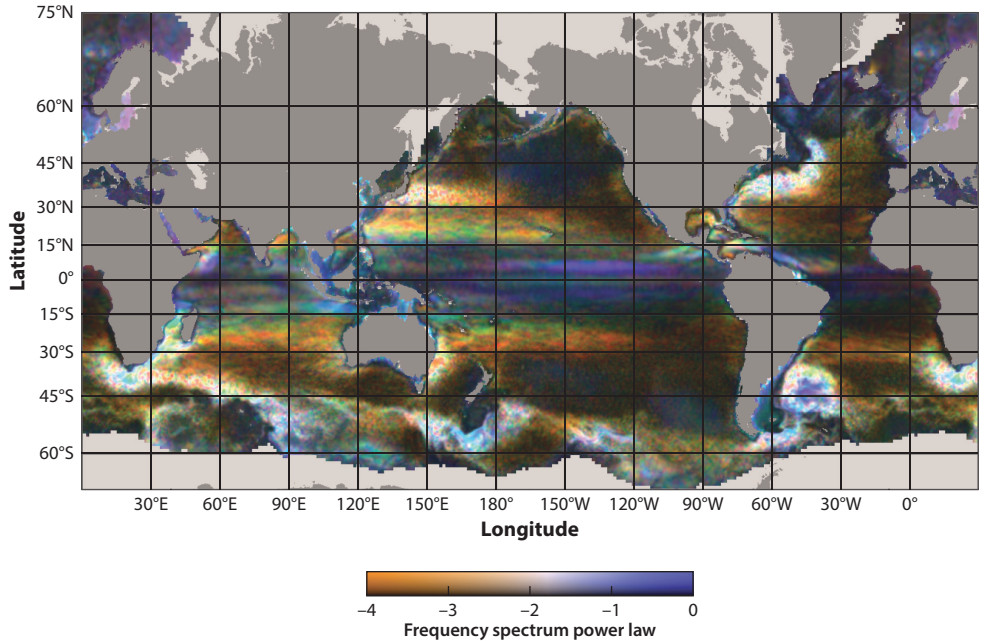 75°N
60°N
45°N
30°N
15°N
0°
15°S
30°S
45°S
60°S
Latitude
30°E 60°E 90°E 120°E 150°E 180° 150°W 120°W 90°W 60°W 30°W 0°
Longitude
–4 –3 –2 –1 0
Frequency spectrum power law